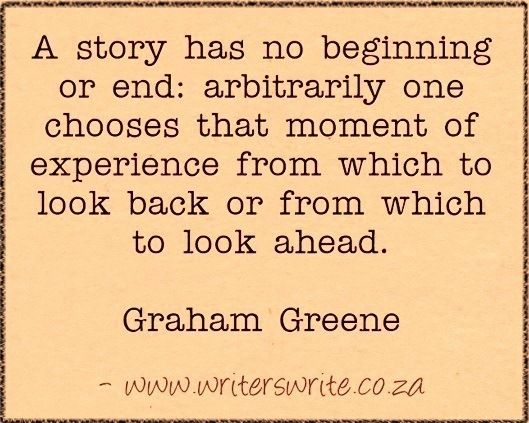 A story has no beginning
or end: arbitrarily one
chooses that moment of
experience from which to
look back or from which
to look ahead.
Graham Greene
- www.writerswrite.co.za